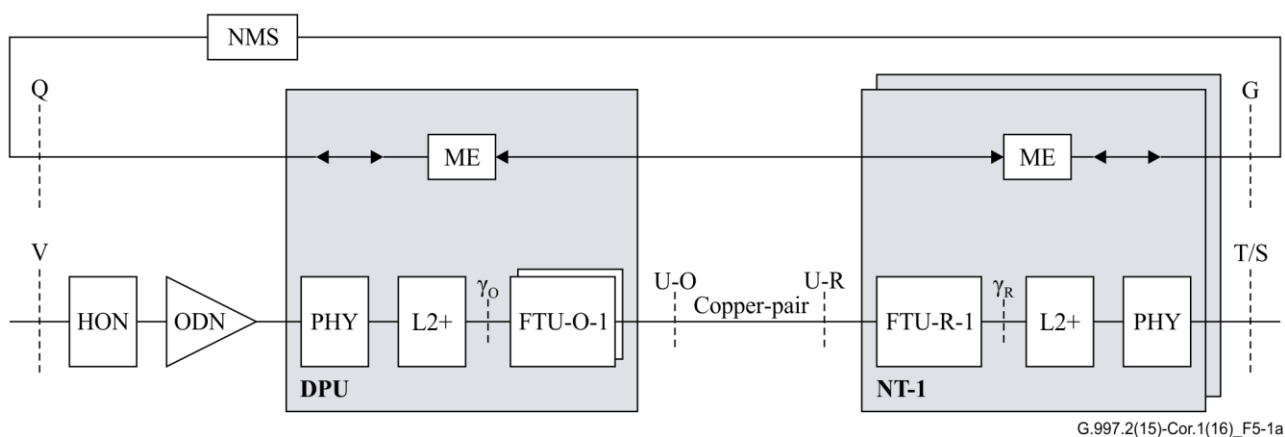 NMS
Q
G
ME
ME
V
T/S
U-O
U-R
γO
γR
Copper-pair
HON
ODN
PHY
L2+
FTU-O-1
FTU-R-1
L2+
PHY
DPU
NT-1
G.997.2(15)-Cor.1(16)_F5-1a